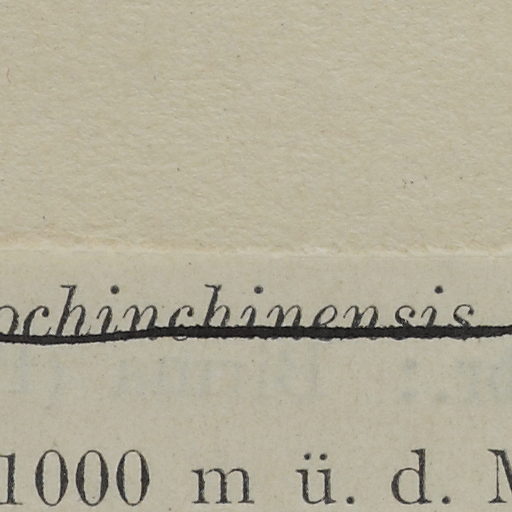 ochinchinensis
1000 m ü. d. M